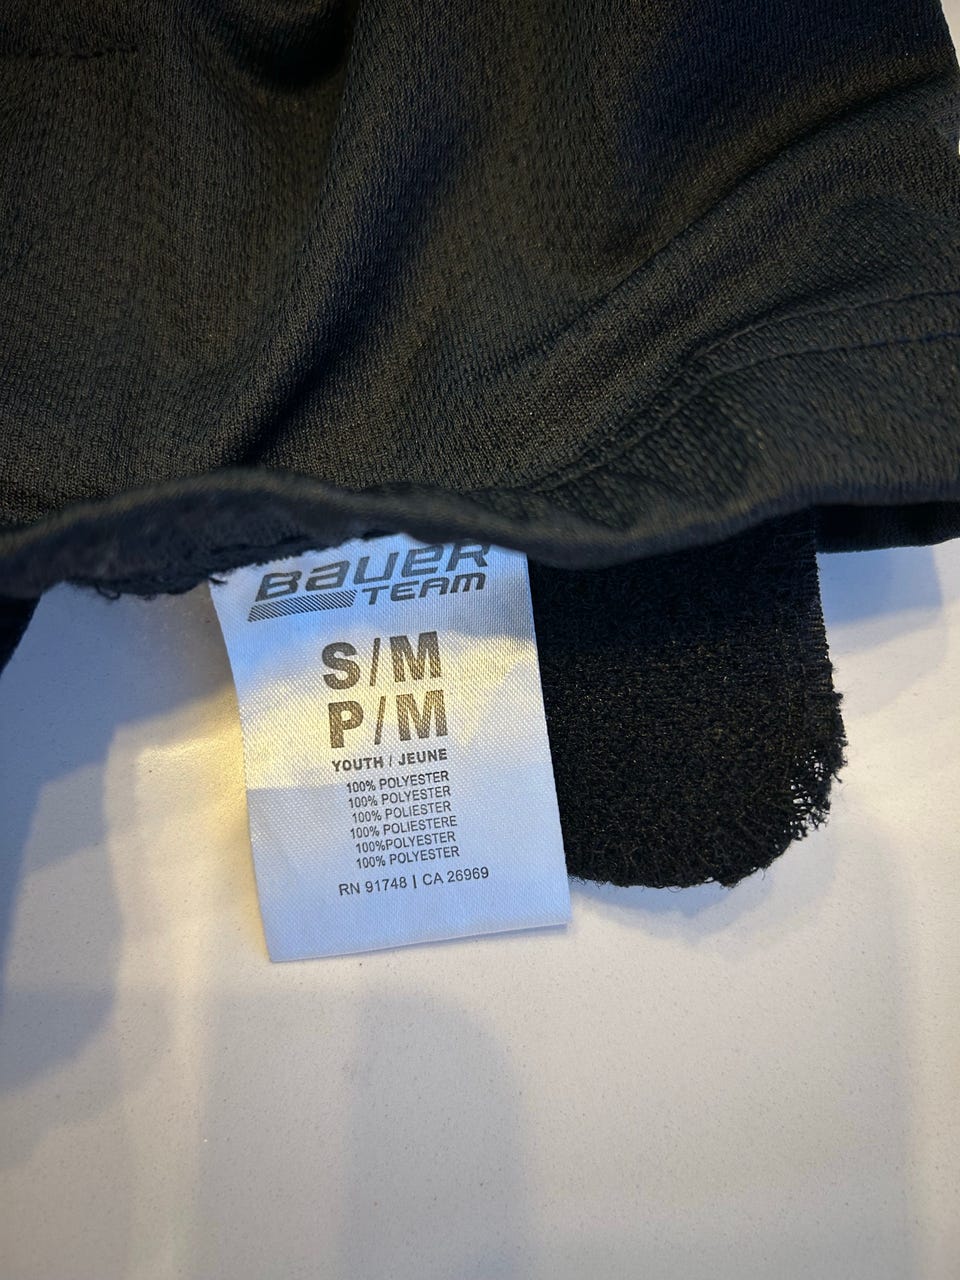 BAUER
TEAM
S/M
P/M
YOUTH / JEUNE
100% POLYESTER
100% POLYESTER
100% POLIESTER
100% POLIESTERE
100%POLYESTER
100% POLYESTER
RN 91748 | CA 26969